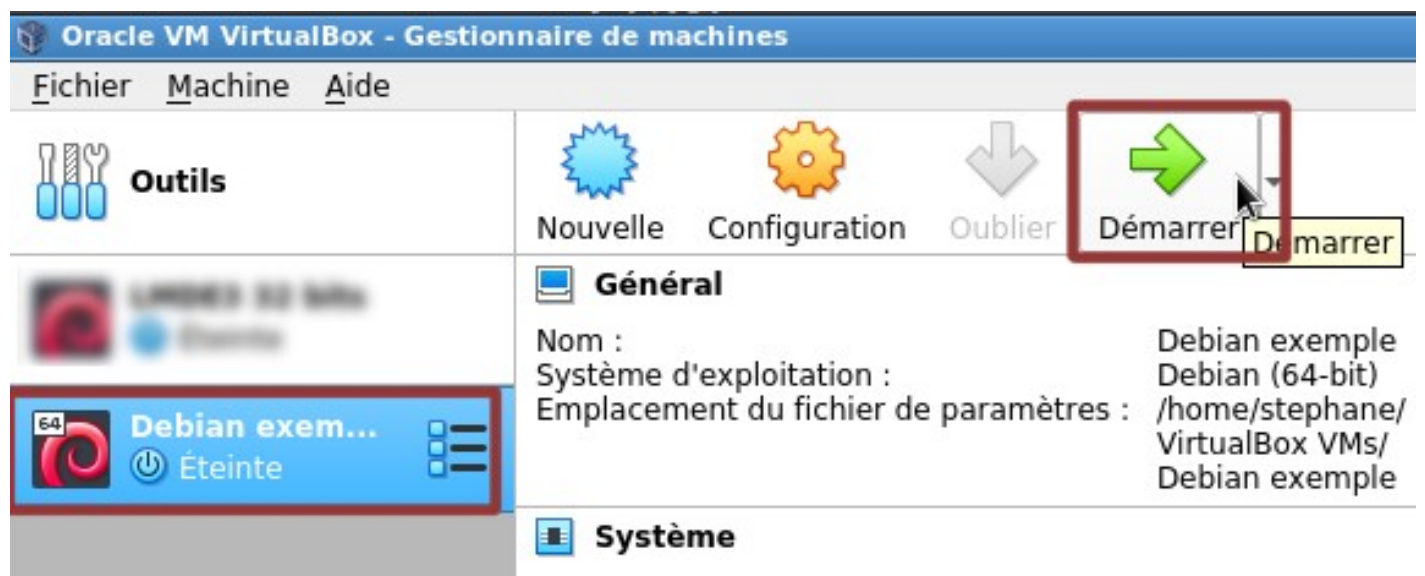 Oracle VM VirtualBox - Gestionnaire de machines
Fichier Machine Aide
Outils
Nouvelle Configuration Oublier Démarrer
Démarrer
64
Debian exem...
Éteinte
Général
Nom : Debian exemple
Système d'exploitation : Debian (64-bit)
Emplacement du fichier de paramètres : /home/stephane/
VirtualBox VMs/
Debian exemple
Système